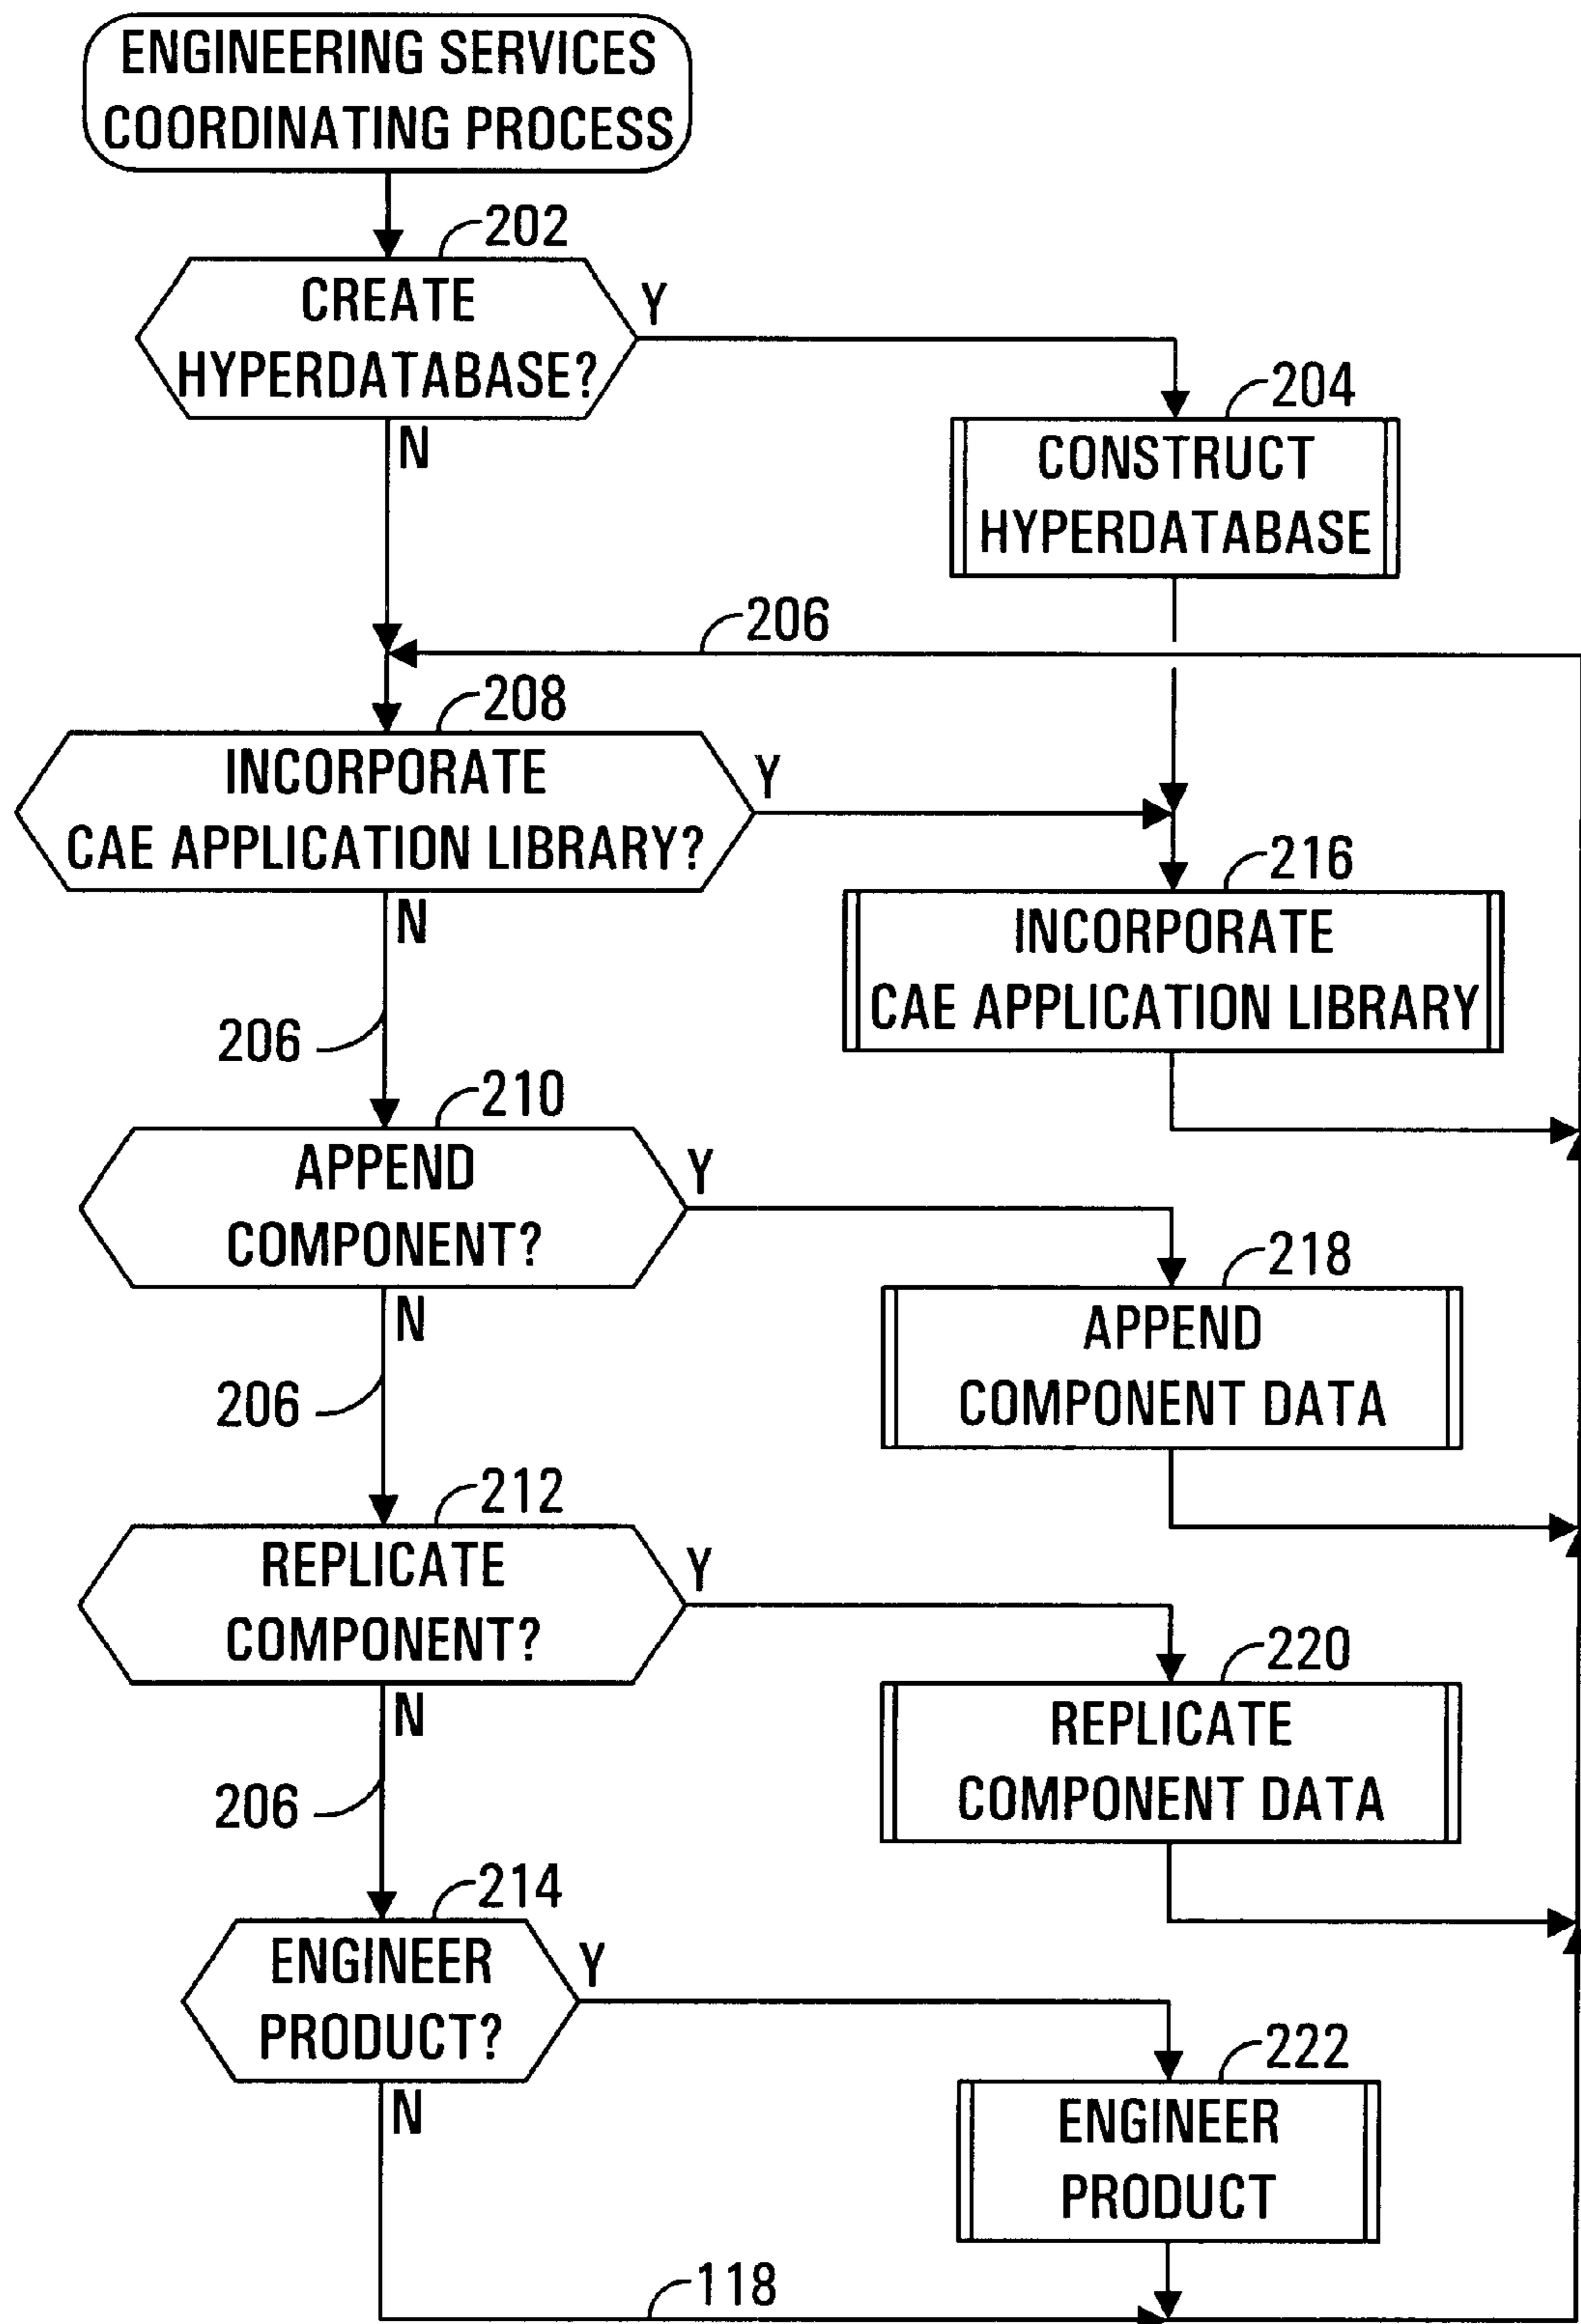 ENGINEERING SERVICES
COORDINATING PROCESS
202
CREATE
HYPERDATABASE?
Y
N
204
CONSTRUCT
HYPERDATABASE
206
208
INCORPORATE
CAE APPLICATION LIBRARY?
Y
N
216
INCORPORATE
CAE APPLICATION LIBRARY
206
210
APPEND
COMPONENT?
Y
N
218
APPEND
COMPONENT DATA
206
212
REPLICATE
COMPONENT?
Y
N
220
REPLICATE
COMPONENT DATA
206
214
ENGINEER
PRODUCT?
Y
N
222
ENGINEER
PRODUCT
118